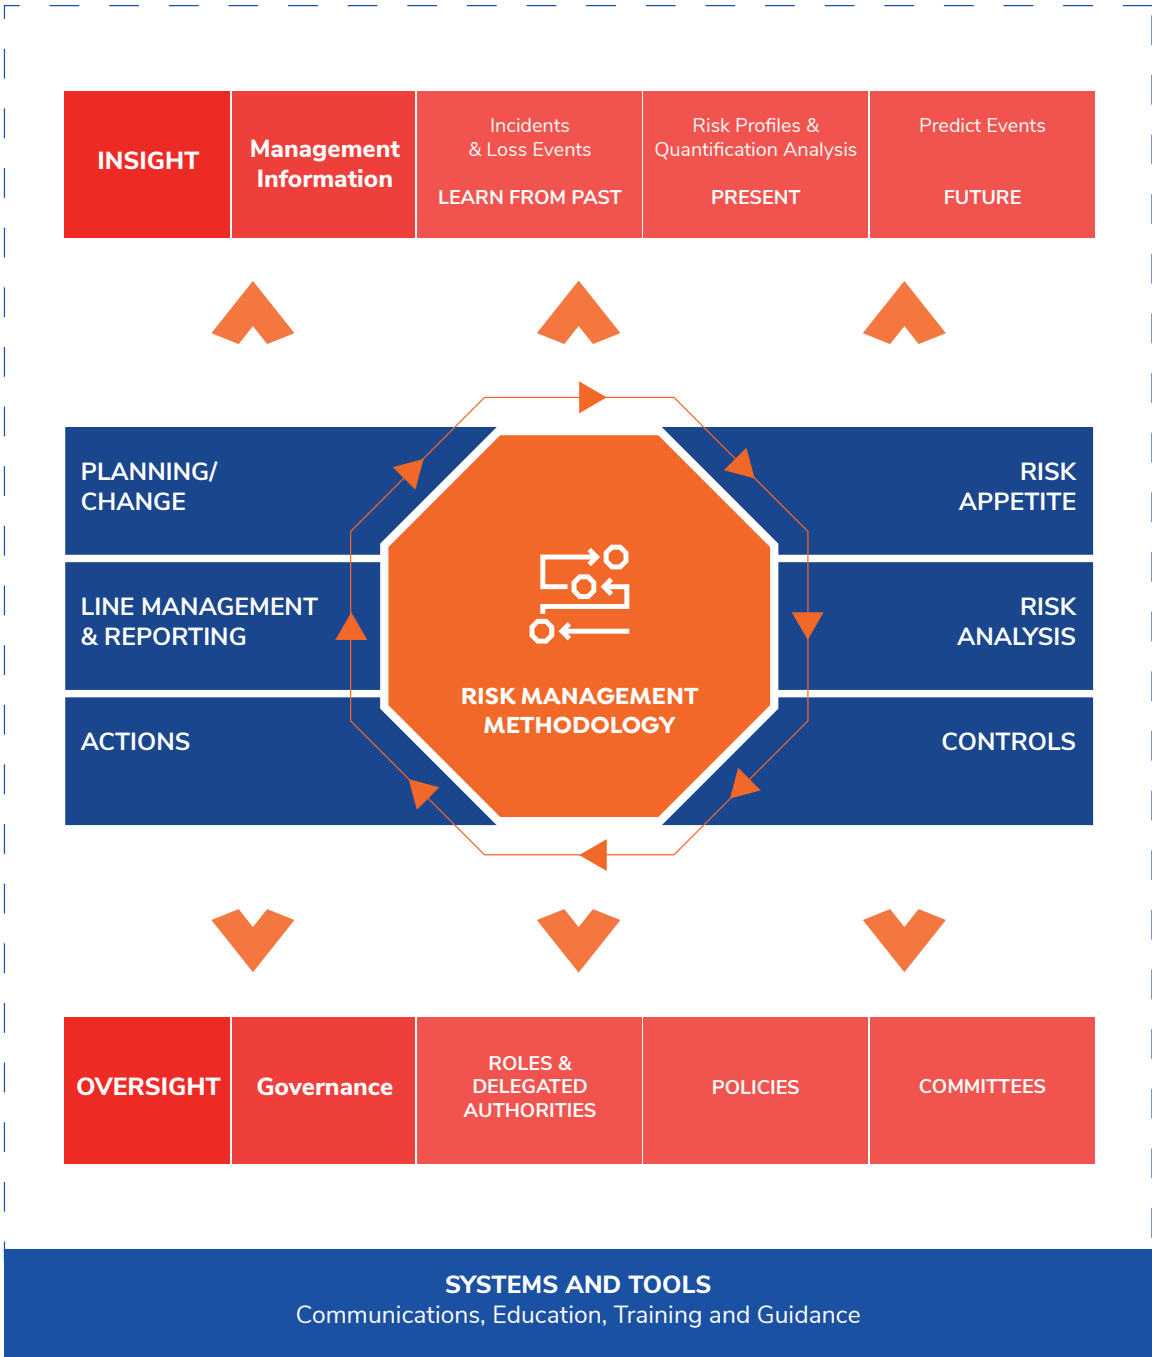 INSIGHT
Management
Information
Incidents
& Loss Events
LEARN FROM PAST
Risk Profiles &
Quantification Analysis
PRESENT
Predict Events
FUTURE
PLANNING/
CHANGE
LINE MANAGEMENT
& REPORTING
ACTIONS
RISK MANAGEMENT
METHODOLOGY
RISK
APPETITE
RISK
ANALYSIS
CONTROLS
OVERSIGHT
Governance
ROLES &
DELEGATED
AUTHORITIES
POLICIES
COMMITTEES
SYSTEMS AND TOOLS
Communications, Education, Training and Guidance